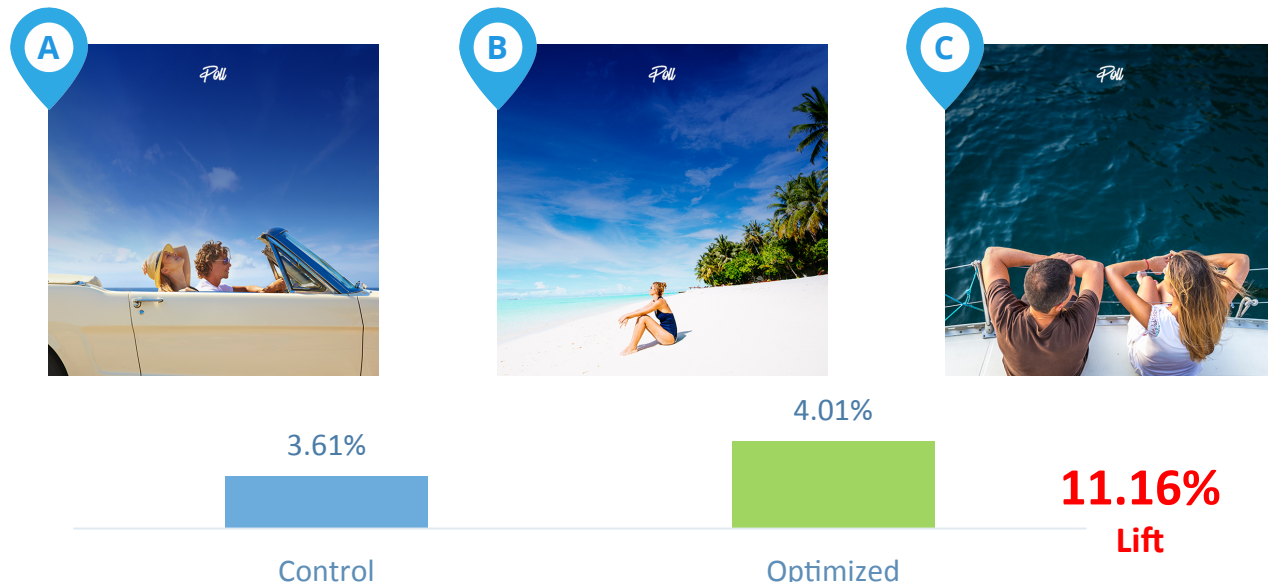 A
B
C
Poll
Poll
Poll
4.01%
3.61%
11.16%
Lift
Control
Optimized